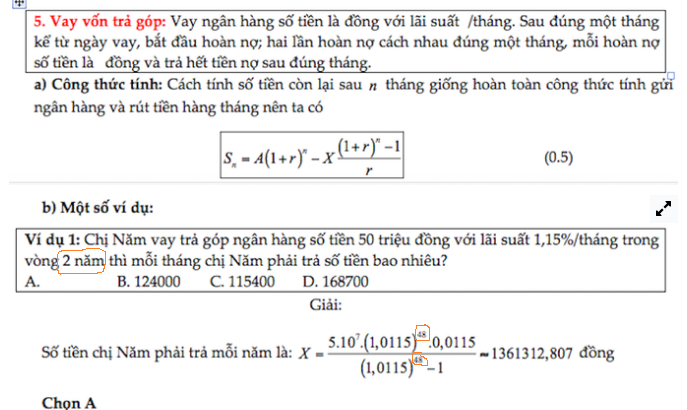 5. Vay vốn trả góp: Vay ngân hàng số tiền là đồng với lãi suất /tháng. Sau đúng một tháng
kể từ ngày vay, bắt đầu hoàn nợ; hai lần hoàn nợ cách nhau đúng một tháng, mỗi hoàn nợ
số tiền là đồng và trả hết tiền nợ sau đúng tháng.
a) Công thức tính: Cách tính số tiền còn lại sau n tháng giống hoàn toàn công thức tính gửi
ngân hàng và rút tiền hàng tháng nên ta có
S_n = A(1+r)^n − X \frac{(1+r)^n − 1}{r} (0.5)
b) Một số ví dụ:
Ví dụ 1: Chị Năm vay trả góp ngân hàng số tiền 50 triệu đồng với lãi suất 1,15%/tháng trong
vòng 2 năm thì mỗi tháng chị Năm phải trả số tiền bao nhiêu?
A. B. 124000 C. 115400 D. 168700
Giải:
Số tiền chị Năm phải trả mỗi năm là: X = \frac{5.10^7.(1,0115)^{48}.0,0115}{(1,0115)^{48} − 1} ≈ 1361312,807 đồng
Chọn A